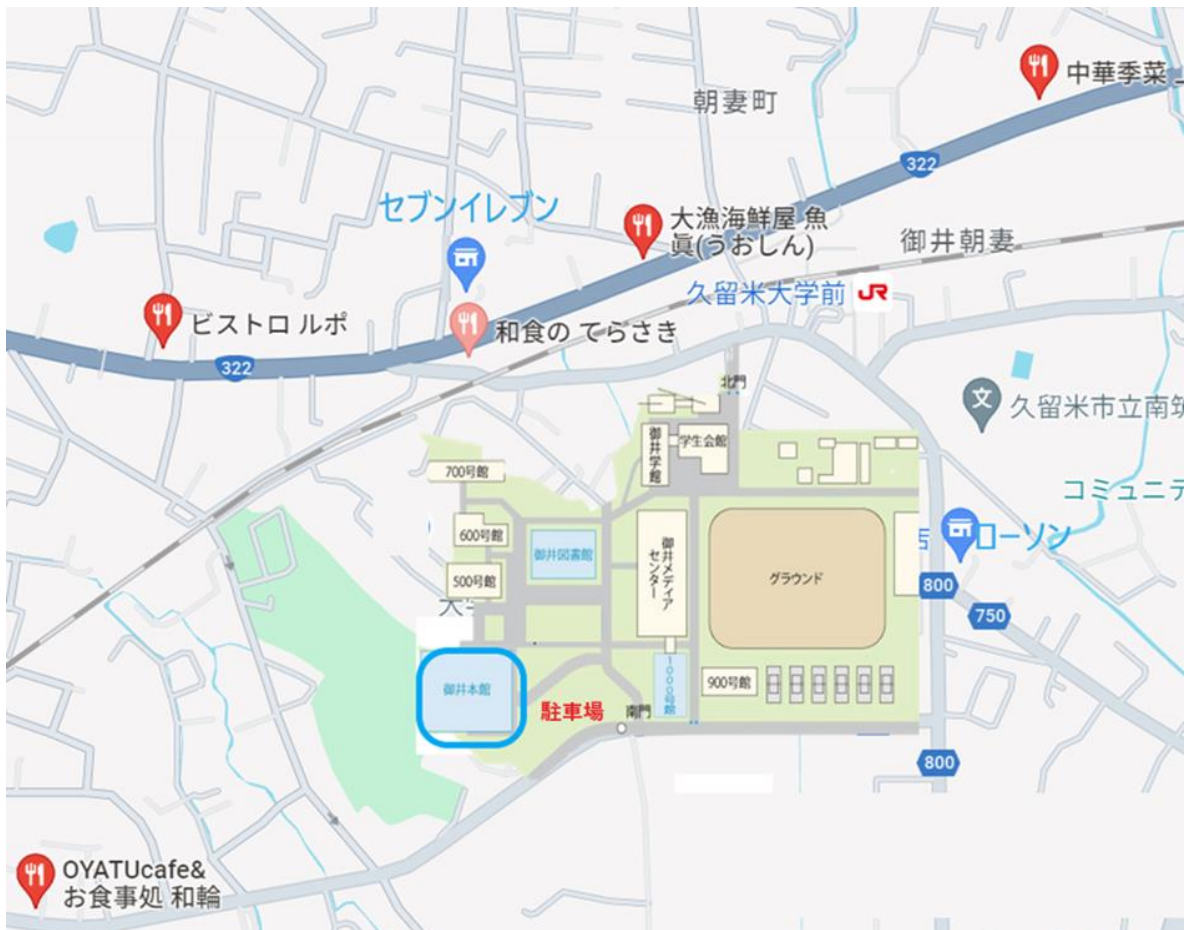 中華季菜
朝妻町
322
セブンイレブン
大漁海鮮屋 魚
眞(うおしん)
御井朝妻
久留米大学前 JR
ビストロ ルポ
和食の てらさき
322
北門
文
久留米市立南筑
御井学館
学生会館
700号館
コミュニテ
600号館
御井図書館
御井メディア
センター
グラウンド
ローソン
500号館
800
750
大
御井本館
1000号館
900号館
駐車場
南門
800
OYATUcafe&
お食事処 和輪